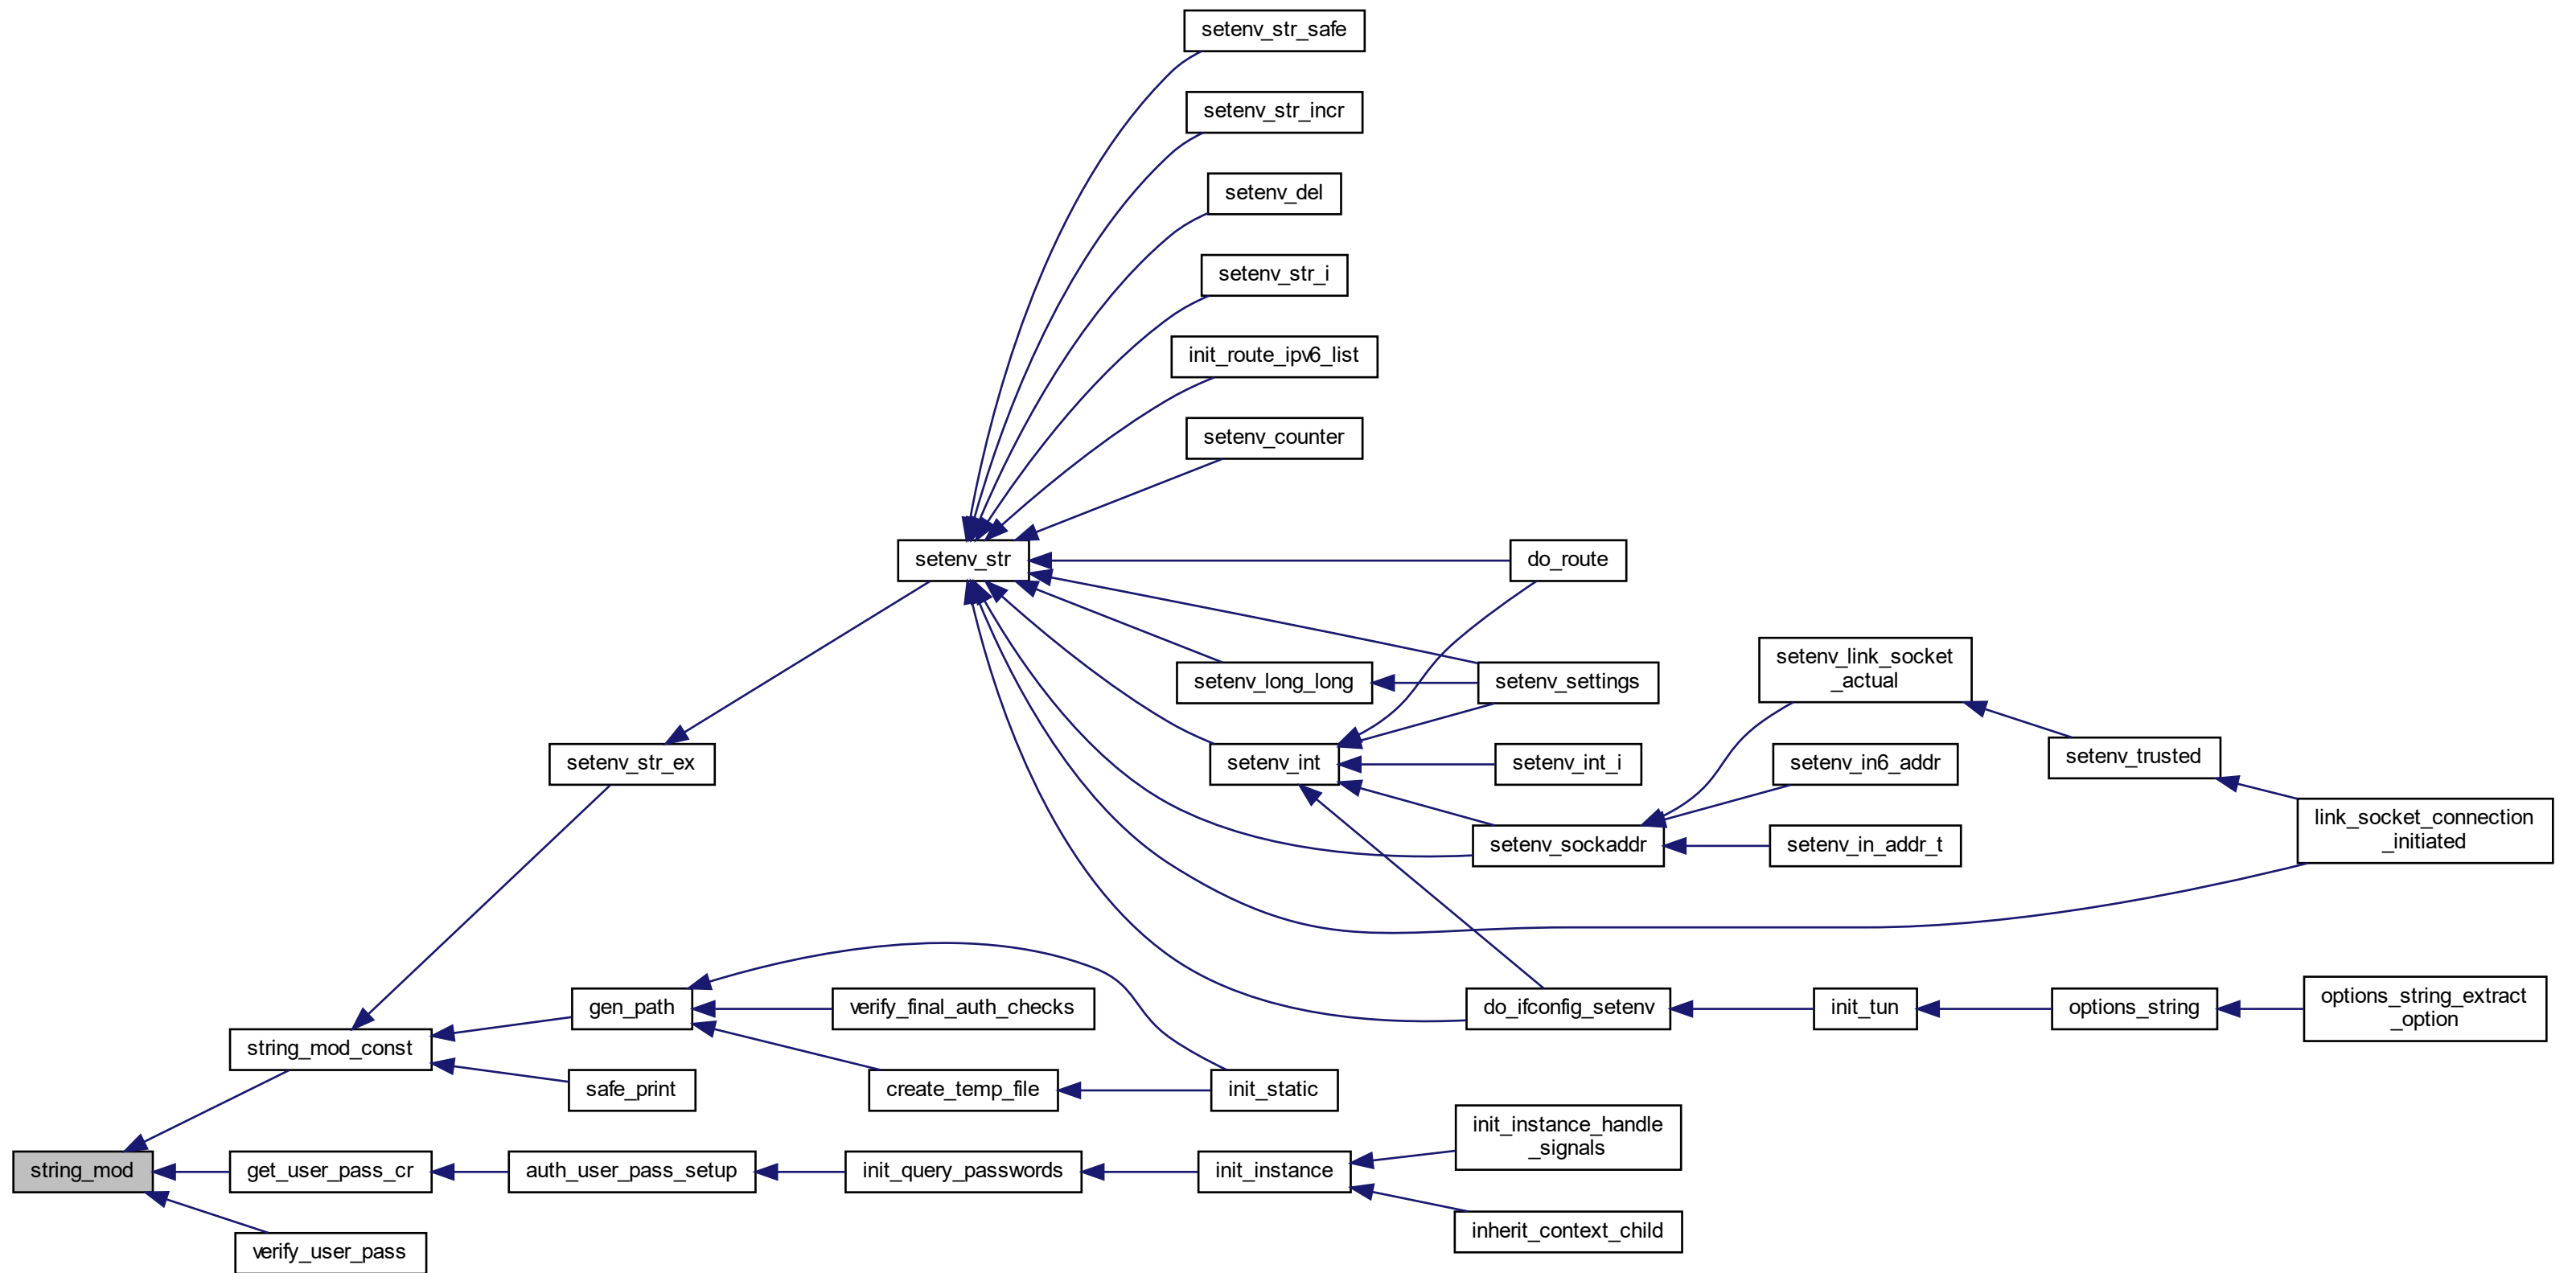 setenv_str_safe
setenv_str_incr
setenv_del
setenv_str_i
init_route_ipv6_list
setenv_counter
setenv_str
do_route
setenv_link_socket
_actual
setenv_long_long
setenv_settings
setenv_trusted
setenv_str_ex
setenv_int
setenv_int_i
setenv_in6_addr
link_socket_connection
_initiated
setenv_sockaddr
setenv_in_addr_t
gen_path
verify_final_auth_checks
do_ifconfig_setenv
init_tun
options_string
options_string_extract
_option
string_mod_const
safe_print
create_temp_file
init_static
init_instance_handle
_signals
string_mod
get_user_pass_cr
auth_user_pass_setup
init_query_passwords
init_instance
inherit_context_child
verify_user_pass